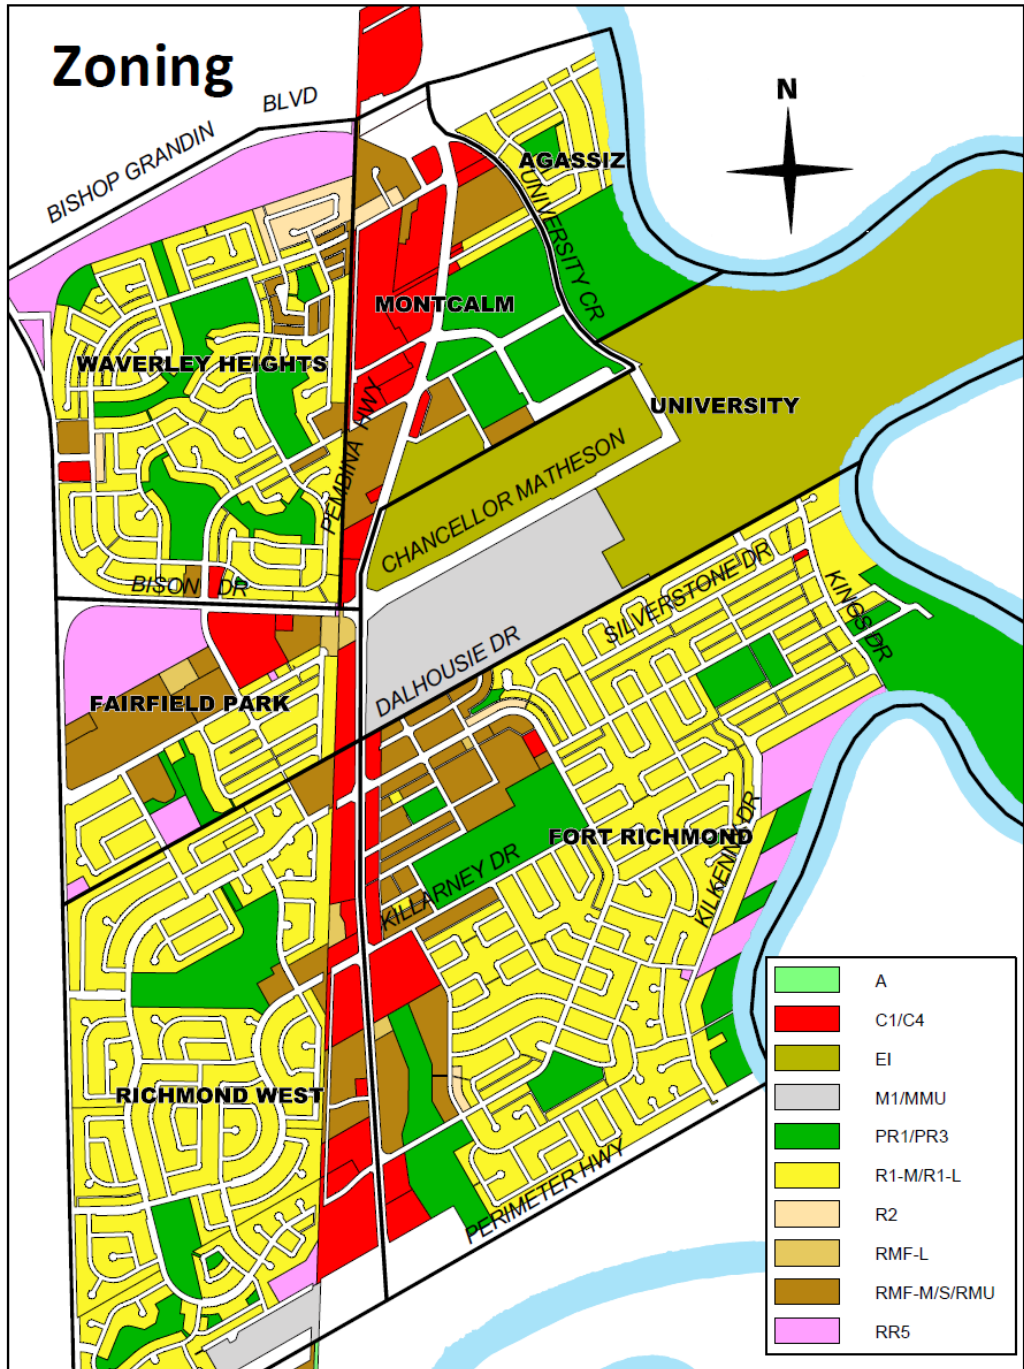 Zoning
BLVD
BISHOP GRANDIN
N
AGASSIZ
UNIVERSITY CR
MONTCALM
WAVERLEY HEIGHTS
PEMBINA HWY
UNIVERSITY
CHANCELLOR MATHESON
BISON DR
SILVERSTONE DR
KINGS DR
DALHOUSIE DR
FAIRFIELD PARK
FORT RICHMOND
KILKENNY DR
KILLARNEY DR
RICHMOND WEST
PERIMETER HWY
A
C1/C4
EI
M1/MMU
PR1/PR3
R1-M/R1-L
R2
RMF-L
RMF-M/S/RMU
RR5